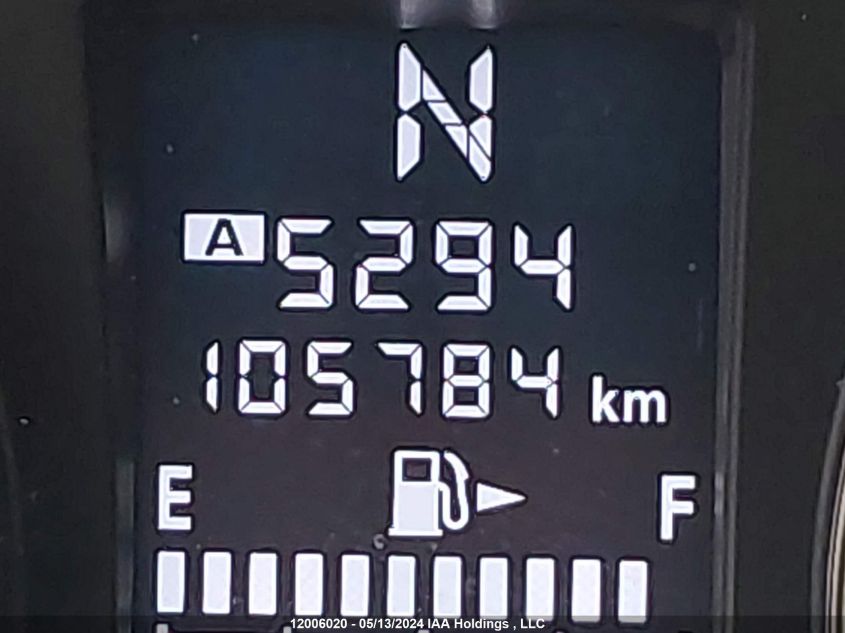 N
A 5294
105784 km
E F
12006020 - 05/13/2024 IAA Holdings , LLC